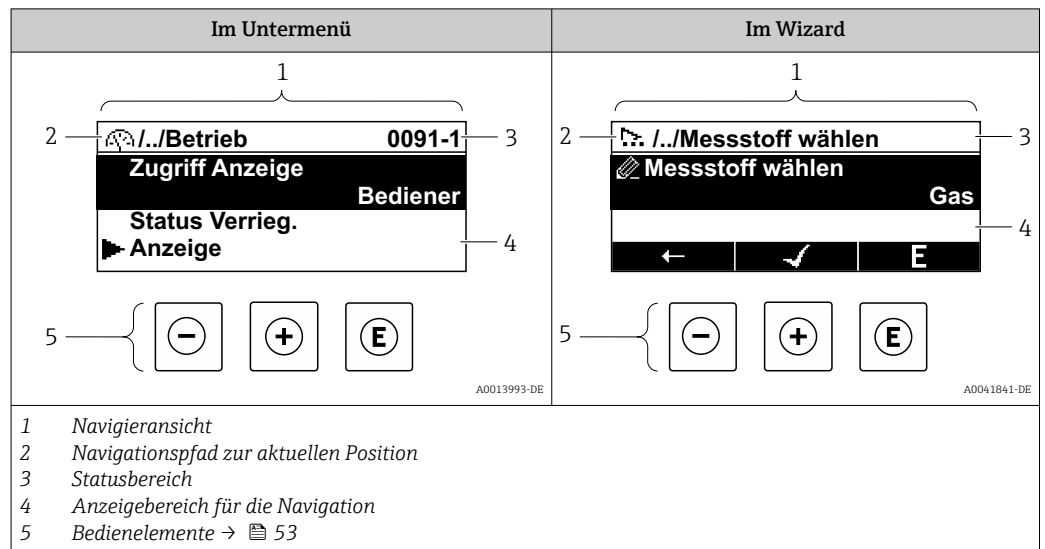 Im Untermenü
Im Wizard
1
2
/../Betrieb 0091-1
3
Zugriff Anzeige
Bediener
Status Verrieg.
Anzeige
4
5
- + E
A0013993-DE
1
2
/../Messstoff wählen
3
Messstoff wählen
Gas
4
← ✓ E
5
- + E
A0041841-DE
1 Navigieransicht
2 Navigationspfad zur aktuellen Position
3 Statusbereich
4 Anzeigebereich für die Navigation
5 Bedienelemente → 53